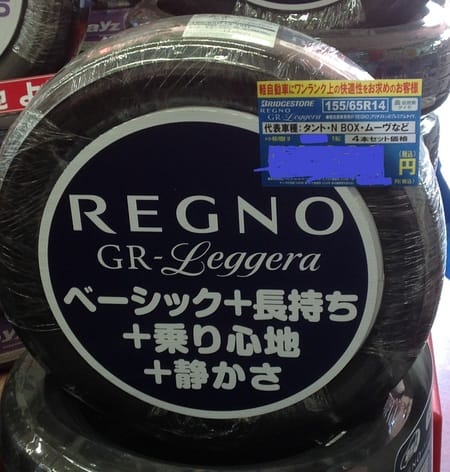 軽自動車にワンランク上の快適性をお求めのお客様
BRIDGESTONE
REGNO
GR-Leggera
155/65R14
代表車種:タント・N BOX・ムーヴなど
4本セット価格
(税込)
円
REGNO
GR-Leggera
ベーシック+長持ち
+乗り心地
+静かさ